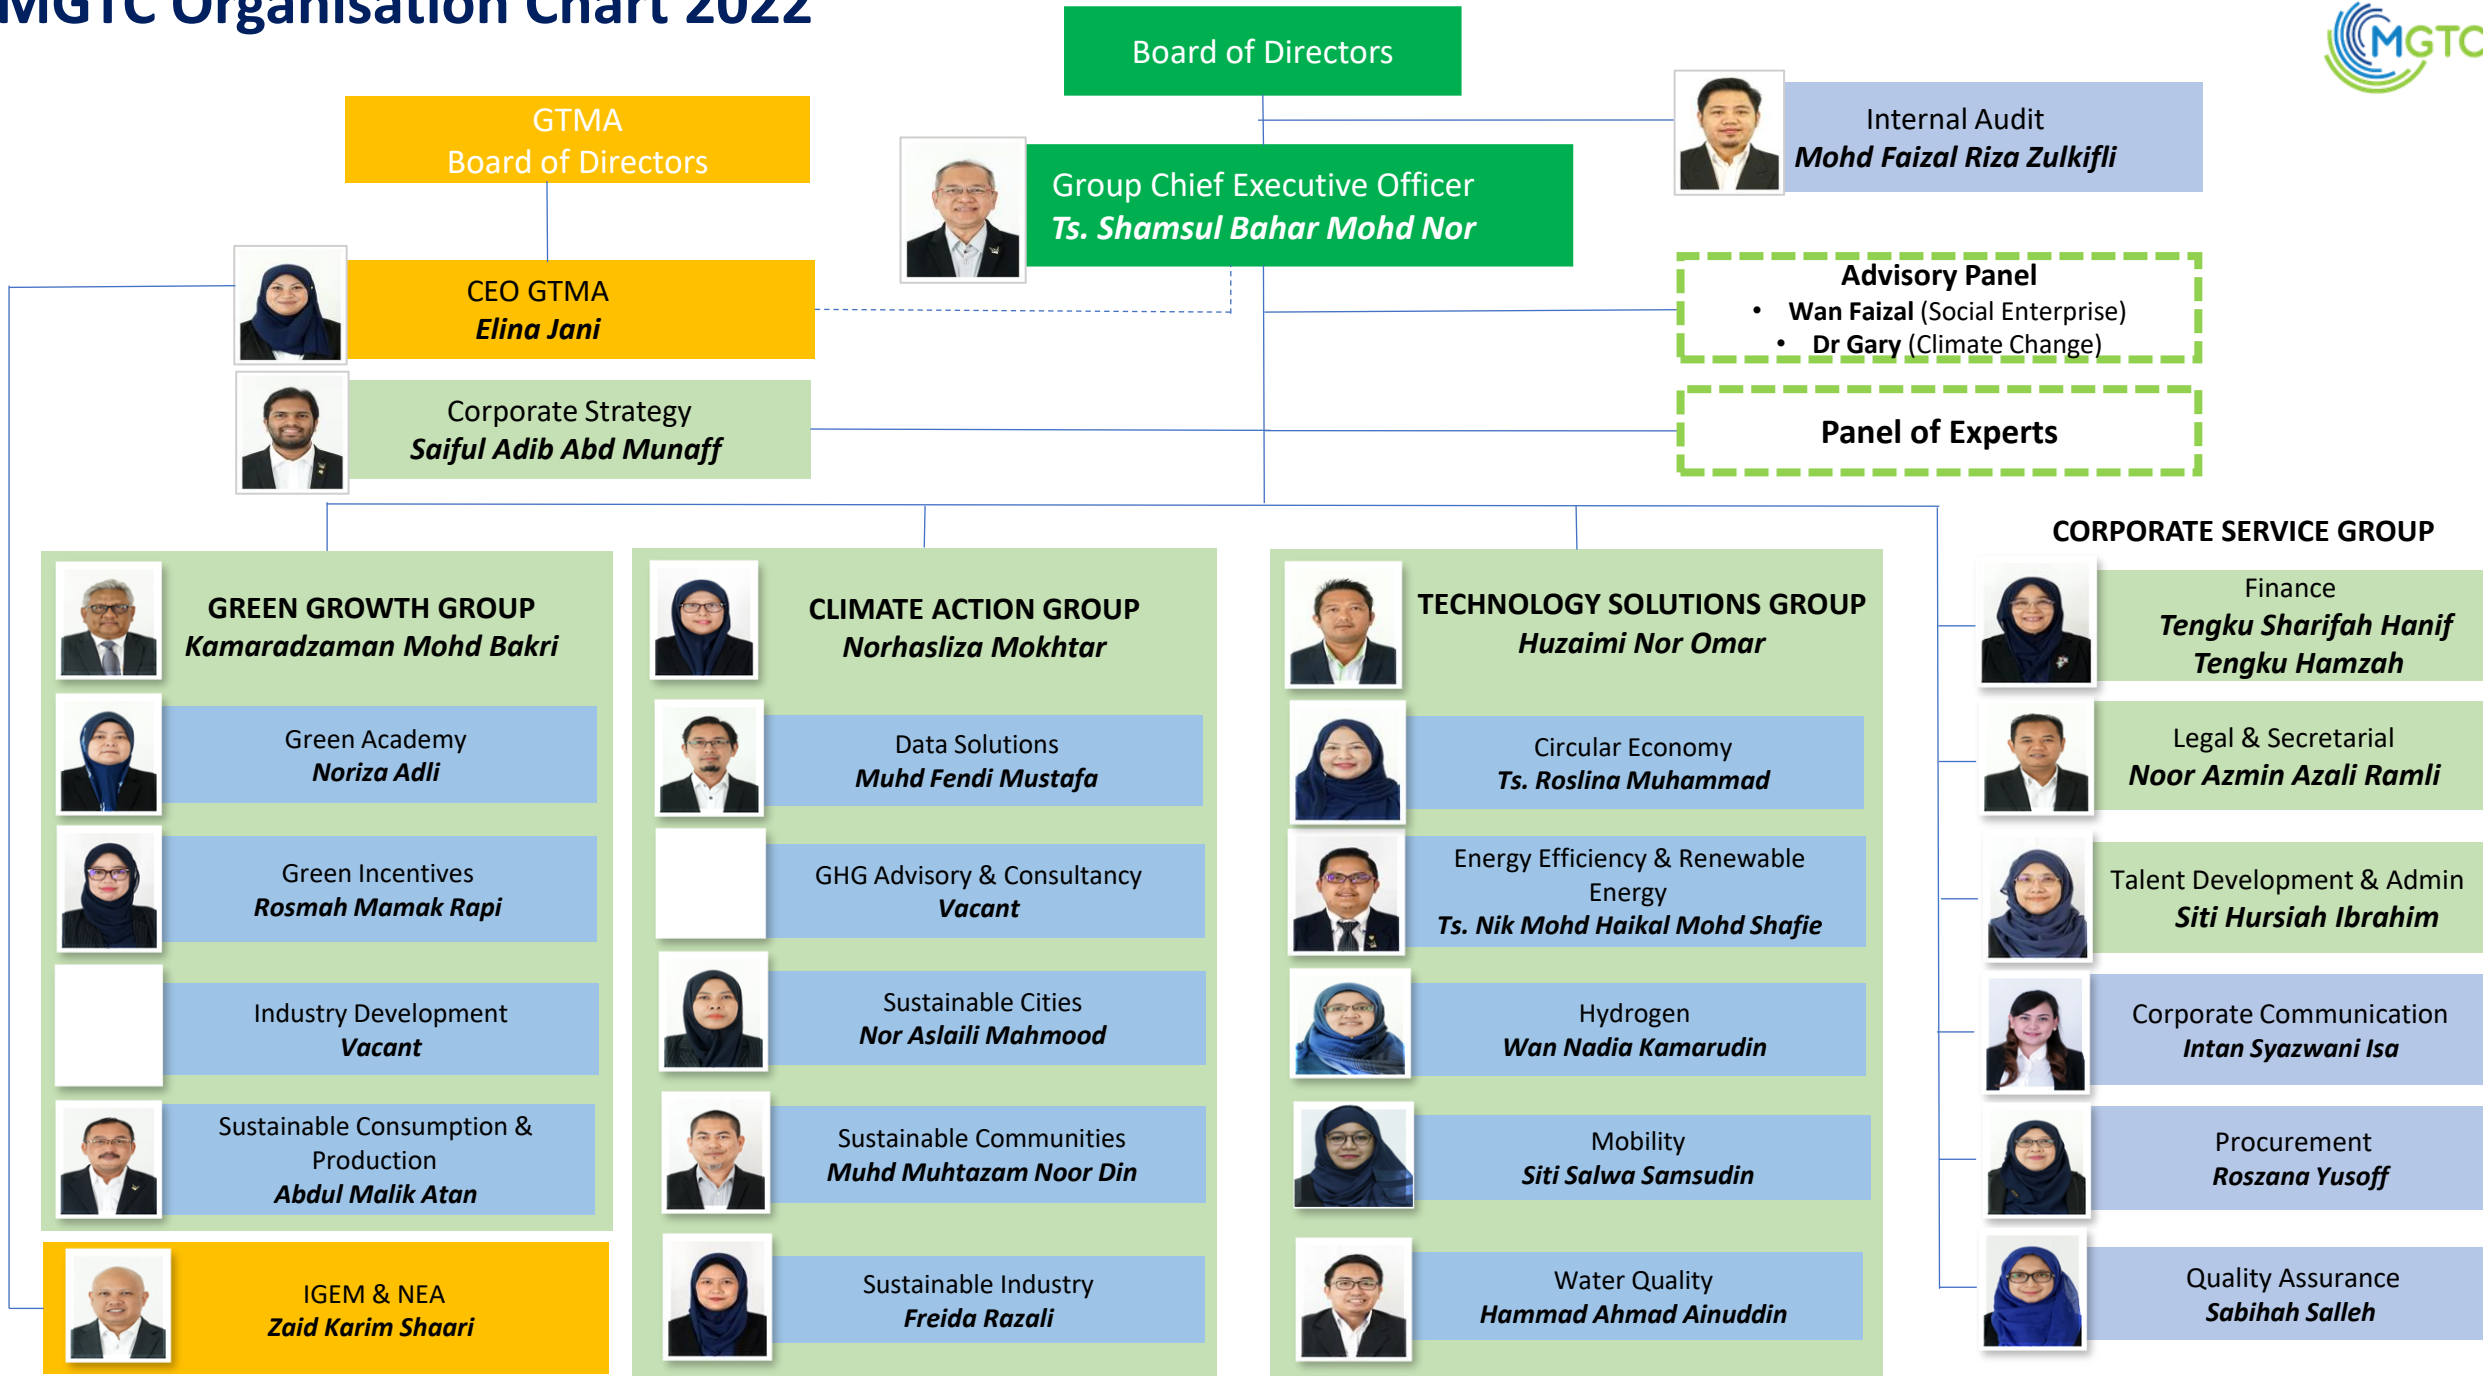 MGTC Organisation Chart 2022
Board of Directors
MGTC
GTMA
Board of Directors
Internal Audit
Mohd Faizal Riza Zulkifli
Group Chief Executive Officer
Ts. Shamsul Bahar Mohd Nor
CEO GTMA
Elina Jani
Advisory Panel
• Wan Faizal (Social Enterprise)
• Dr Gary (Climate Change)
Corporate Strategy
Saiful Adib Abd Munaff
Panel of Experts
GREEN GROWTH GROUP
Kamaradzaman Mohd Bakri
Green Academy
Noriza Adli
Green Incentives
Rosmah Mamak Rapi
Industry Development
Vacant
Sustainable Consumption &
Production
Abdul Malik Atan
IGEM & NEA
Zaid Karim Shaari
CLIMATE ACTION GROUP
Norhasliza Mokhtar
Data Solutions
Muhd Fendi Mustafa
GHG Advisory & Consultancy
Vacant
Sustainable Cities
Nor Aslaili Mahmood
Sustainable Communities
Muhd Muhtazam Noor Din
Sustainable Industry
Freida Razali
TECHNOLOGY SOLUTIONS GROUP
Huzaimi Nor Omar
Circular Economy
Ts. Roslina Muhammad
Energy Efficiency & Renewable
Energy
Ts. Nik Mohd Haikal Mohd Shafie
Hydrogen
Wan Nadia Kamarudin
Mobility
Siti Salwa Samsudin
Water Quality
Hammad Ahmad Ainuddin
CORPORATE SERVICE GROUP
Finance
Tengku Sharifah Hanif
Tengku Hamzah
Legal & Secretarial
Noor Azmin Azali Ramli
Talent Development & Admin
Siti Hursiah Ibrahim
Corporate Communication
Intan Syazwani Isa
Procurement
Roszana Yusoff
Quality Assurance
Sabihah Salleh